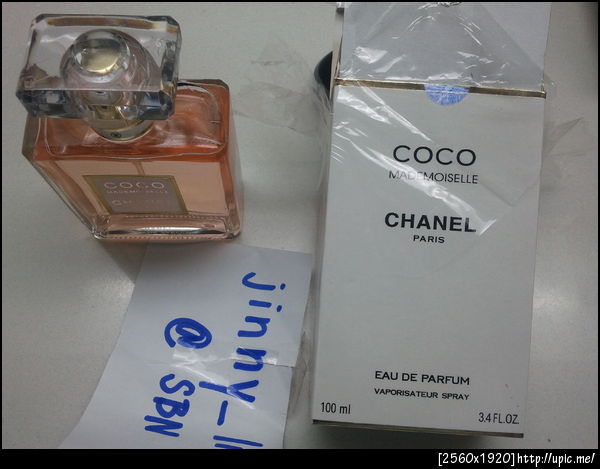 COCO
MADEMOISELLE
CHANEL
COCO
MADEMOISELLE
CHANEL
PARIS
EAU DE PARFUM
VAPORISATEUR SPRAY
100 ml
3.4 FL.OZ.
@ SBN
[2560x1920]http://upic.me/